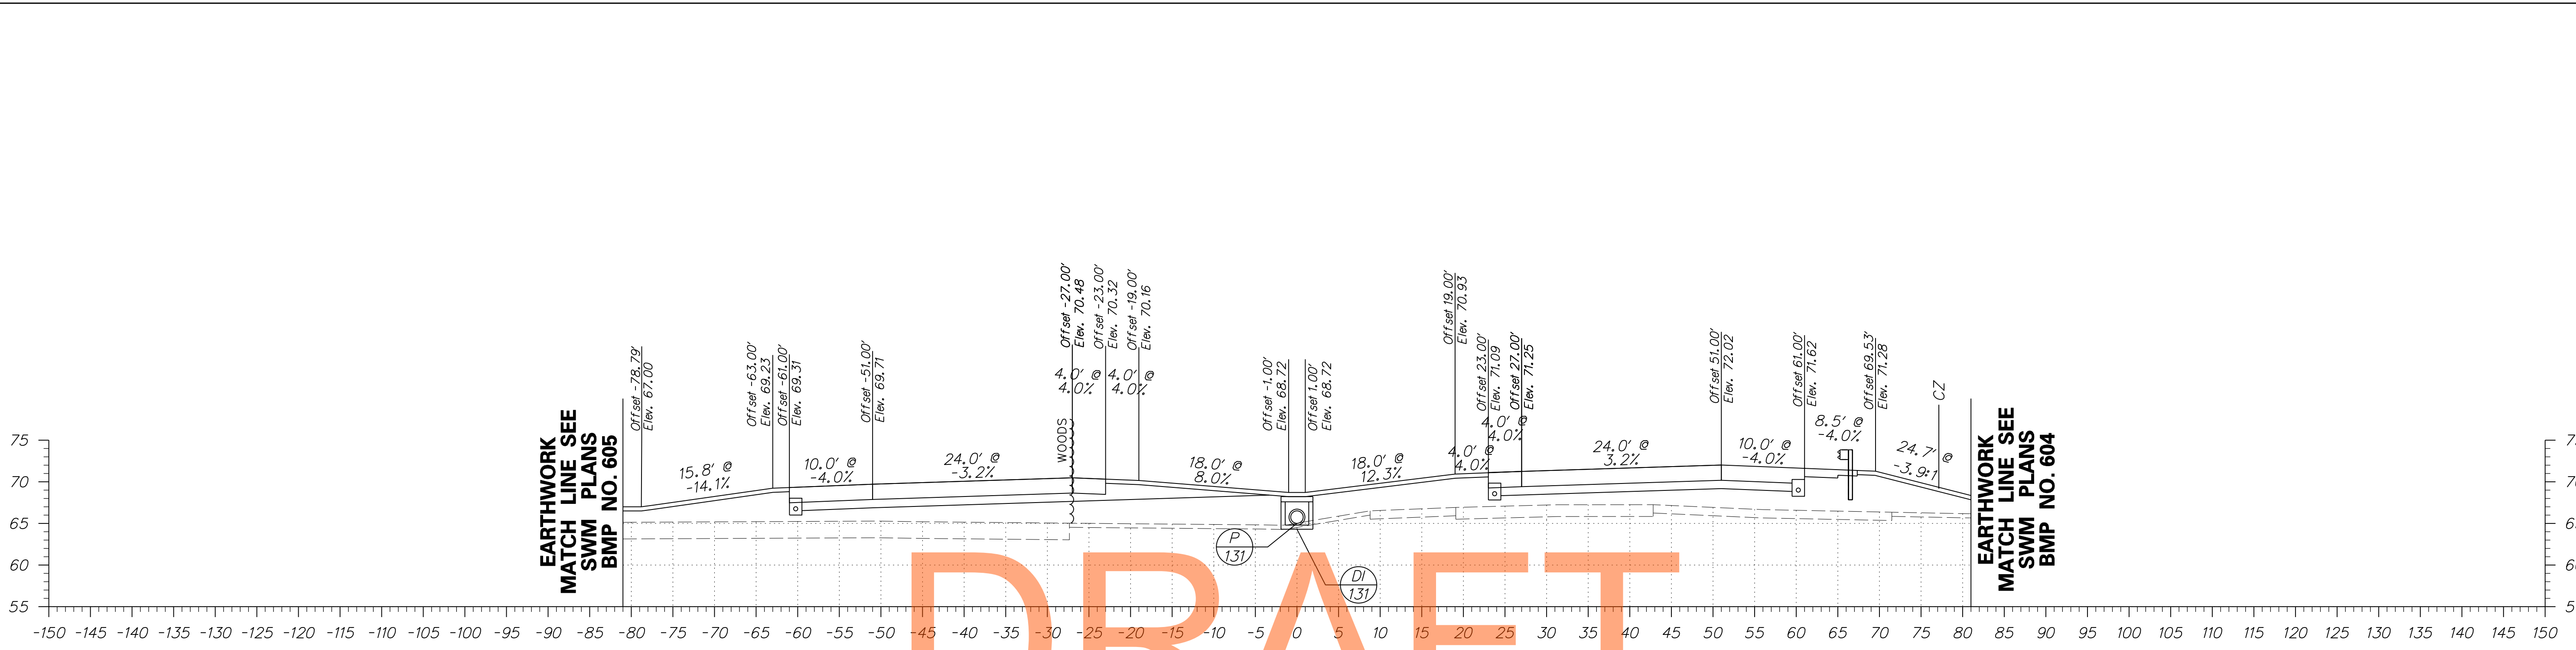 Offset -78.79'
Elev. 67.00
Offset -63.00'
Elev. 69.23
Offset -61.00'
Elev. 69.31
Offset -51.00'
Elev. 69.71
Offset -27.00'
Elev. 70.48
Offset -23.00'
Elev. 70.32
Offset -19.00'
Elev. 70.16
Offset -1.00'
Elev. 68.72
Offset 1.00'
Elev. 68.72
Offset 19.00'
Elev. 70.93
Offset 23.00'
Elev. 71.09
Offset 27.00'
Elev. 71.25
Offset 51.00'
Elev. 72.02
Offset 61.00'
Elev. 71.62
Offset 69.53'
Elev. 71.28
CZ
EARTHWORK
MATCH LINE SEE
SWM PLANS
BMP NO. 605
15.8' @
-14.1%
10.0' @
-4.0%
24.0' @
-3.2%
WOODS
4.0' @
4.0%
4.0' @
4.0%
18.0' @
8.0%
18.0' @
12.3%
4.0' @
4.0%
4.0' @
4.0%
24.0' @
3.2%
10.0' @
-4.0%
8.5' @
-4.0%
24.7' @
-3.9:1
EARTHWORK
MATCH LINE SEE
SWM PLANS
BMP NO. 604
P
131
DI
131
DRAFT
75
70
65
60
55
-150 -145 -140 -135 -130 -125 -120 -115 -110 -105 -100 -95 -90 -85 -80 -75 -70 -65 -60 -55 -50 -45 -40 -35 -30 -25 -20 -15 -10 -5 0 5 10 15 20 25 30 35 40 45 50 55 60 65 70 75 80 85 90 95 100 105 110 115 120 125 130 135 140 145 150